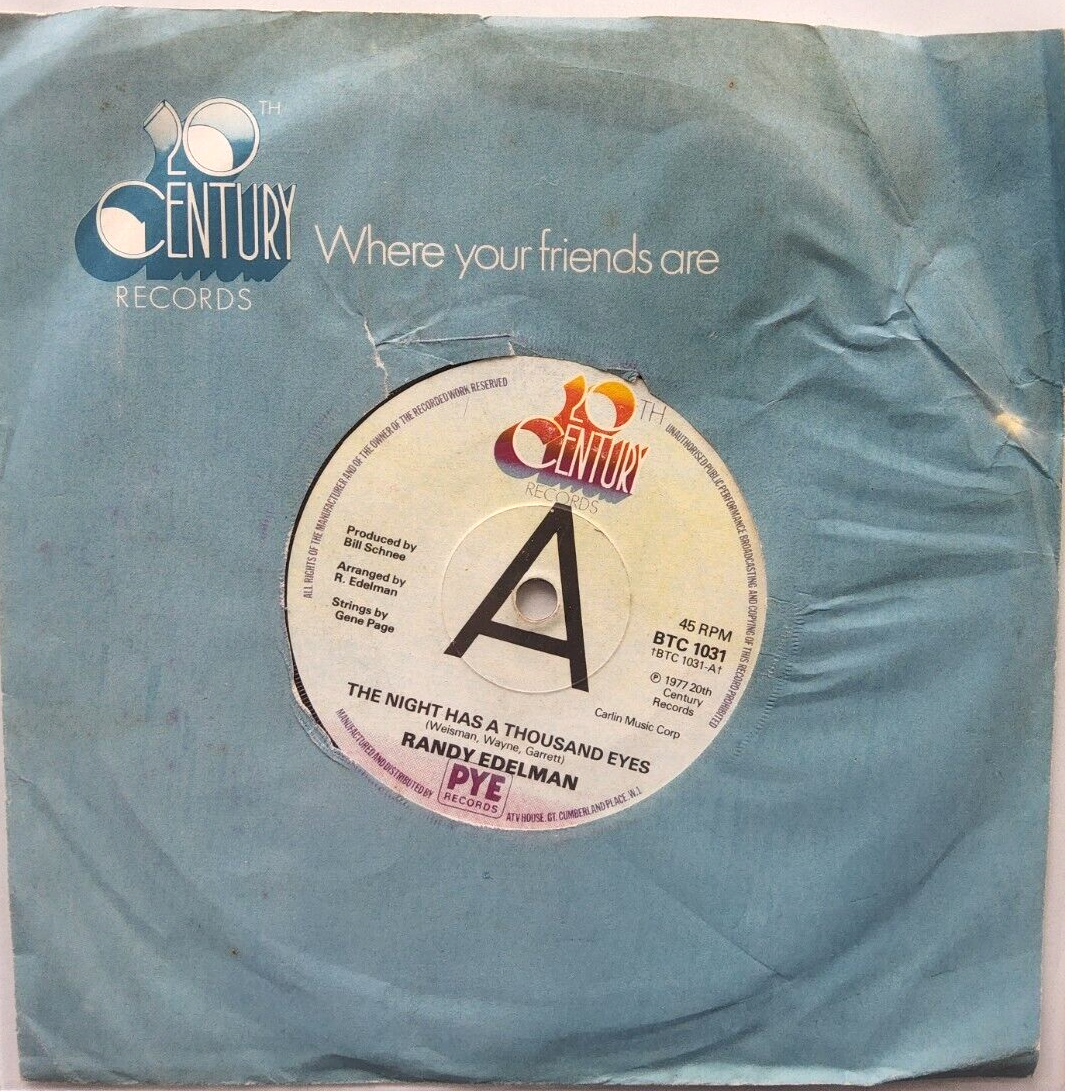 20TH
CENTURY
RECORDS
Where your friends are
ALL RIGHTS OF THE MANUFACTURER AND OF THE OWNER OF THE RECORDED WORK RESERVED
UNAUTHORISED PUBLIC PERFORMANCE BROADCASTING AND COPYING OF THIS RECORD PROHIBITED
20TH
CENTURY
RECORDS
A
Produced by
Bill Schnee
Arranged by
R. Edelman
Strings by
Gene Page
45 RPM
BTC 1031
†BTC 1031-A†
℗ 1977 20th
Century
Records
Carlin Music Corp
THE NIGHT HAS A THOUSAND EYES
(Weisman, Wayne, Garrett)
RANDY EDELMAN
MANUFACTURED AND DISTRIBUTED BY
PYE
RECORDS
ATV HOUSE. GT. CUMBERLAND PLACE. W.1.